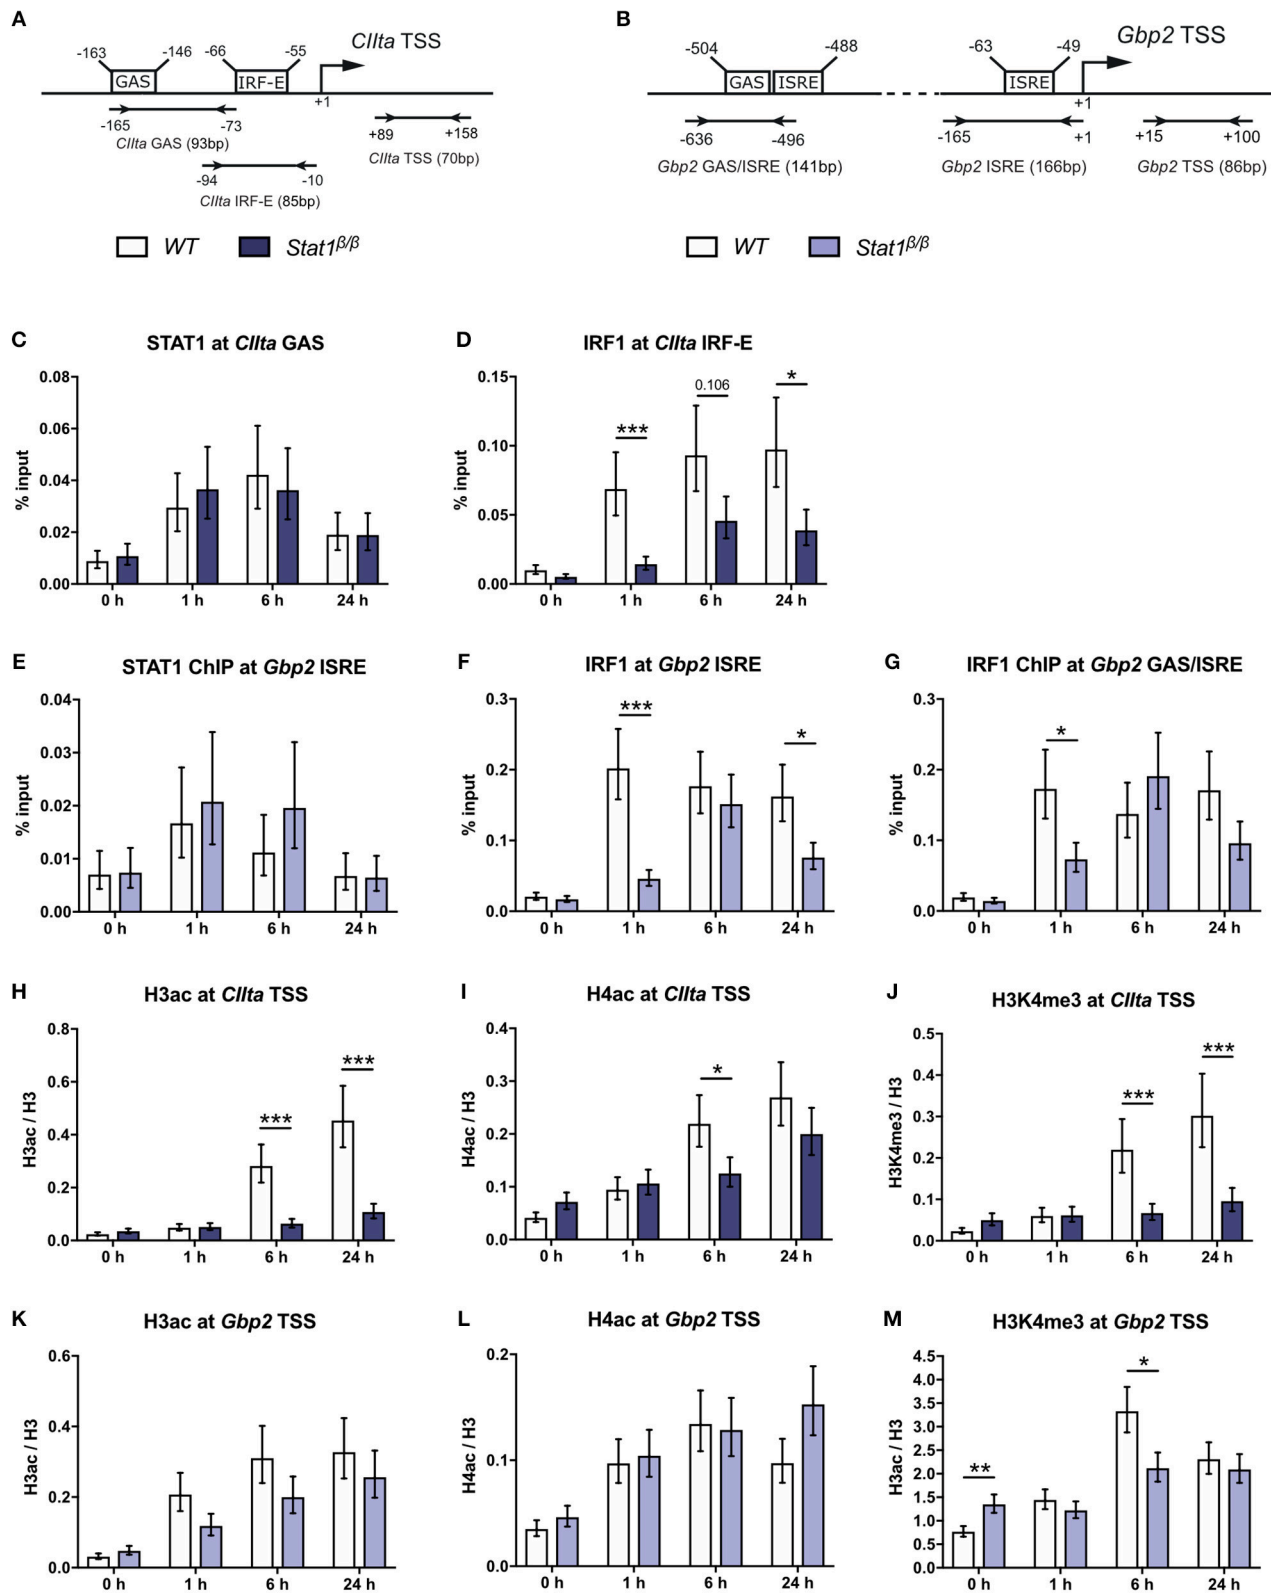 A
-163
-146
-66
-55
CIIta TSS
GAS
IRF-E
+1
-165
-73
CIIta GAS (93bp)
+89
+158
CIIta TSS (70bp)
-94
-10
CIIta IRF-E (85bp)
WT
Stat1β/β
B
-504
-488
-63
-49
Gbp2 TSS
GAS
ISRE
ISRE
+1
-636
-496
-165
+1
+15
+100
Gbp2 GAS/ISRE (141bp)
Gbp2 ISRE (166bp)
Gbp2 TSS (86bp)
WT
Stat1β/β
C
STAT1 at CIIta GAS
% input
0.08
0.06
0.04
0.02
0.00
0 h
1 h
6 h
24 h
D
IRF1 at CIIta IRF-E
% input
0.15
0.10
0.05
0.00
***
0.106
*
0 h
1 h
6 h
24 h
E
STAT1 ChIP at Gbp2 ISRE
% input
0.04
0.03
0.02
0.01
0.00
0 h
1 h
6 h
24 h
F
IRF1 at Gbp2 ISRE
% input
0.3
0.2
0.1
0.0
***
*
0 h
1 h
6 h
24 h
G
IRF1 ChIP at Gbp2 GAS/ISRE
% input
0.3
0.2
0.1
0.0
*
0 h
1 h
6 h
24 h
H
H3ac at CIIta TSS
H3ac / H3
0.8
0.6
0.4
0.2
0.0
***
***
0 h
1 h
6 h
24 h
I
H4ac at CIIta TSS
H4ac / H3
0.4
0.3
0.2
0.1
0.0
*
0 h
1 h
6 h
24 h
J
H3K4me3 at CIIta TSS
H3K4me3 / H3
0.5
0.4
0.3
0.2
0.1
0.0
***
***
0 h
1 h
6 h
24 h
K
H3ac at Gbp2 TSS
H3ac / H3
0.6
0.4
0.2
0.0
0 h
1 h
6 h
24 h
L
H4ac at Gbp2 TSS
H4ac / H3
0.2
0.1
0.0
0 h
1 h
6 h
24 h
M
H3K4me3 at Gbp2 TSS
H3ac / H3
4.5
4.0
3.5
3.0
2.5
2.0
1.5
1.0
0.5
0.0
**
*
0 h
1 h
6 h
24 h